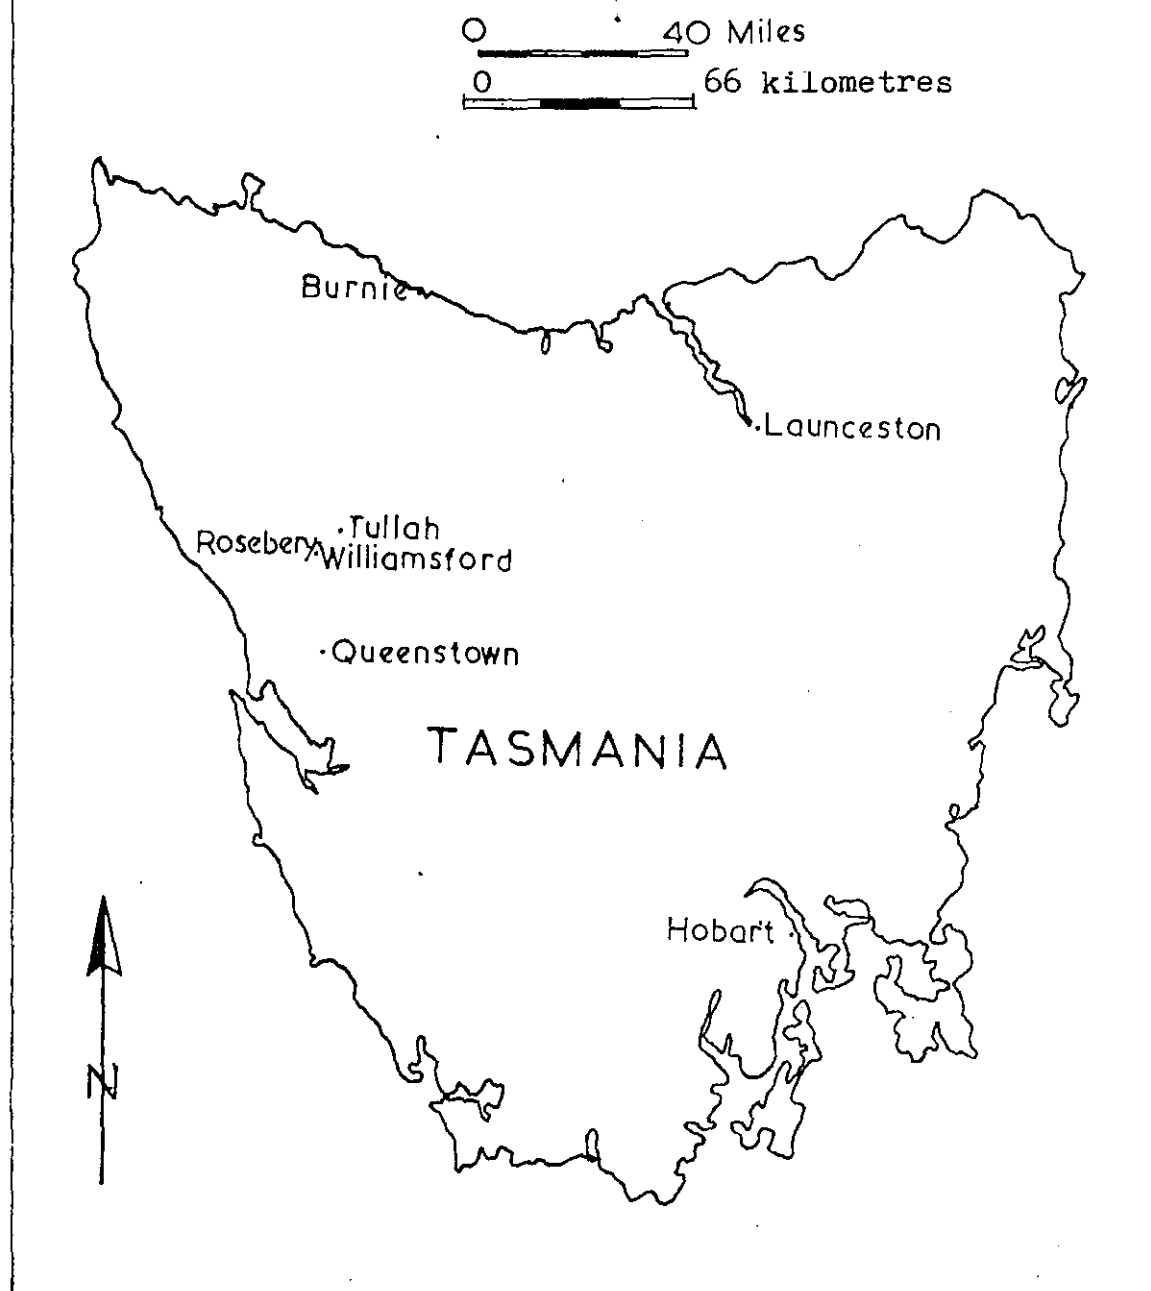 0 40 Miles
0 66 kilometres
Burnie
Launceston
Tullah
Rosebery
Williamsford
Queenstown
TASMANIA
Hobart
N